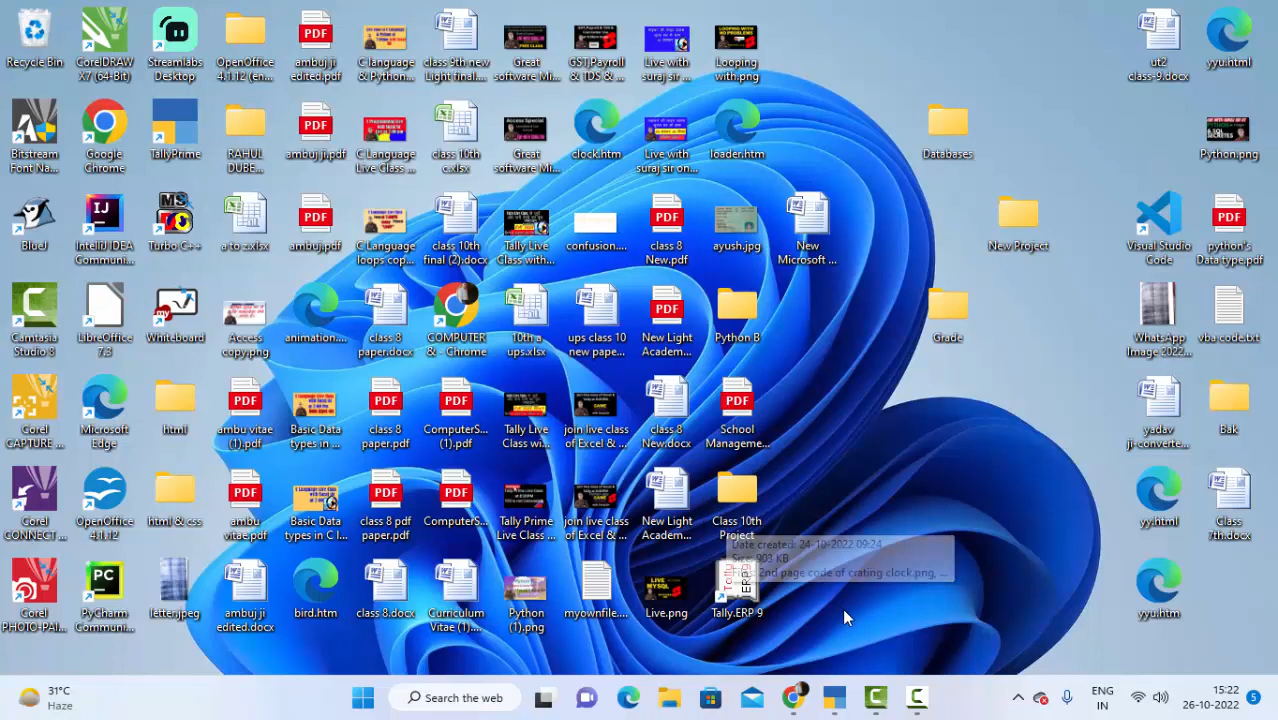 Recycle Bin
CorelDRAW
X7 (64-Bit)
Streamlabs
Desktop
OpenOffice
4.1.12 (en...
ambuj ji
edited.pdf
C language
& Python...
class 9th new
Light final....
Great
software Mi...
GST,Payroll
& TDS & ...
Live with
suraj sir ...
Looping
with.png
ut2
class-9.docx
yyu.html
Bitstream
Font Na...
Google
Chrome
TallyPrime
RAHUL
DUBE...
ambuj ji.pdf
C Language
Live Class ...
class 10th
c.xlsx
Great
software Mi...
clock.htm
Live with
suraj sir on...
loader.htm
Databases
Python.png
BlueJ
IntelliJ IDEA
Communi...
Turbo C++
a to z.xlsx
ambuj.pdf
C Language
loops cop...
class 10th
final (2).docx
Tally Live
Class with...
confusion....
class 8
New.pdf
ayush.jpg
New
Microsoft ...
New Project
Visual Studio
Code
python's
Data type.pdf
Camtasia
Studio 8
LibreOffice
7.3
Whiteboard
Access
copy.png
animation....
class 8
paper.docx
COMPUTER
& - Chrome
10th a
ups.xlsx
ups class 10
new pape...
New Light
Academ...
Python B
Grade
WhatsApp
Image 2022...
vba code.txt
Corel
CAPTURE ...
Microsoft
Edge
html
ambu vitae
(1).pdf
Basic Data
types in ...
class 8
paper.pdf
ComputerS...
(1).pdf
Tally Live
Class wi...
join live class
of Excel & ...
class 8
New.docx
School
Manageme...
yadav
ji-converte...
Bak
Corel
CONNECT ...
OpenOffice
4.1.12
html & css
ambu
vitae.pdf
Basic Data
types in C l...
class 8 pdf
paper.pdf
ComputerS...
Tally Prime
Live Class ...
join live class
of Excel & ...
New Light
Academ...
Class 10th
Project
yy.html
Class
7th.docx
Date created: 24-10-2022 09:24
Size: 903 KB
2nd page code of crating clock.png, ...
Corel
PHOTO-PAI...
PyCharm
Communi...
letter.jpeg
ambuj ji
edited.docx
bird.htm
class 8.docx
Curriculum
Vitae (1)....
Python
(1).png
myownfile....
Live.png
Tally.ERP 9
yyu.htm
31°C
Haze
Search the web
ENG
IN
15:22
26-10-2022
5